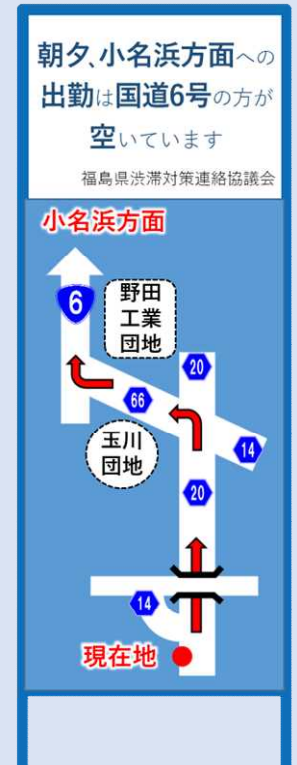 朝夕、小名浜方面への
出勤は国道6号の方が
空いています
福島県渋滞対策連絡協議会
小名浜方面
6
野田
工業
団地
20
66
14
玉川
団地
20
14
現在地